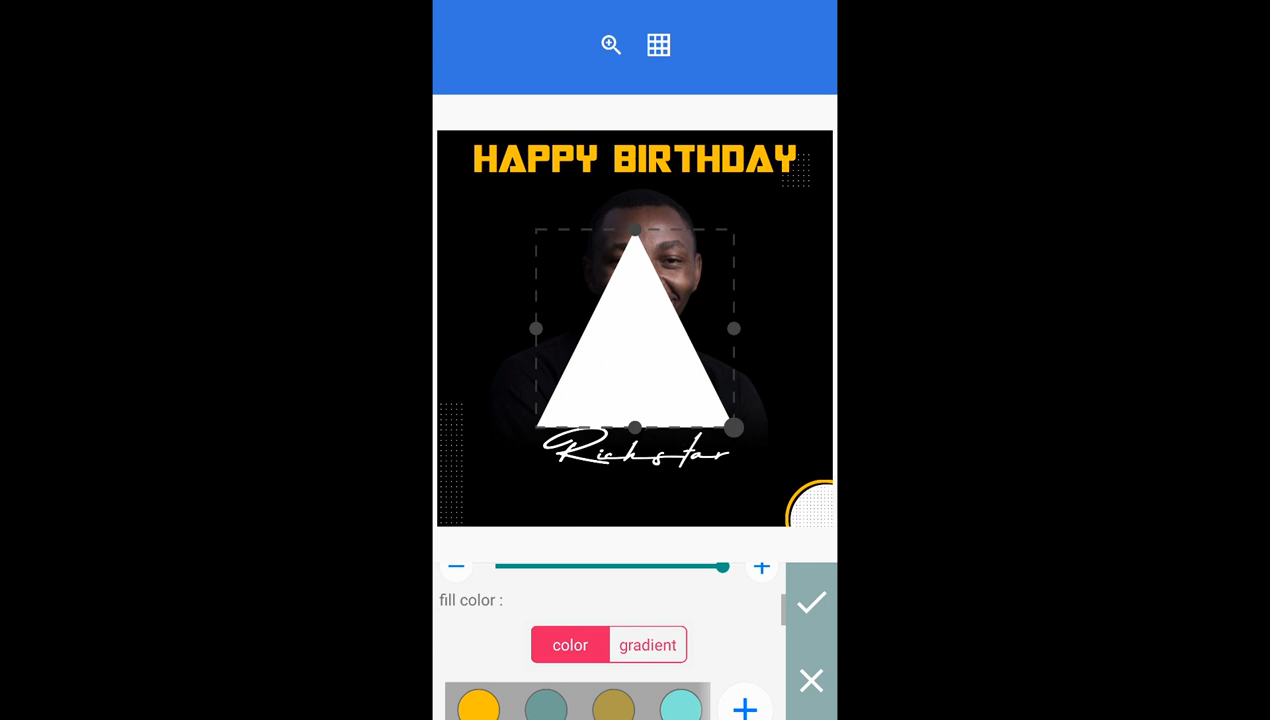 HAPPY BIRTHDAY
Richstar
fill color :
color
gradient